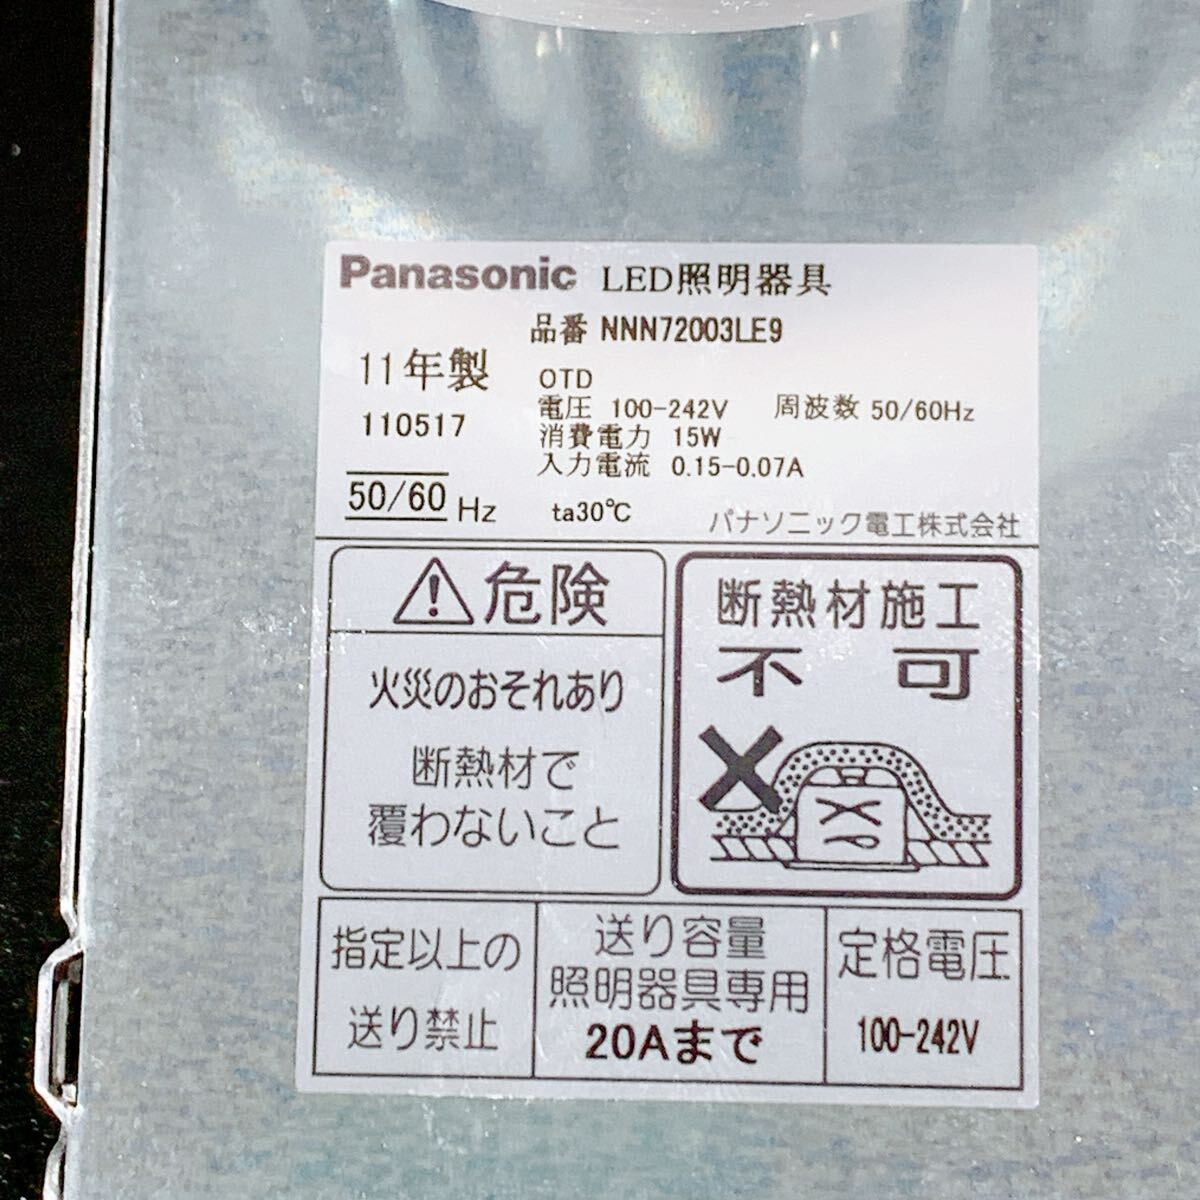 Panasonic LED照明器具
品番 NNN72003LE9
11年製
110517
50/60 Hz
OTD
電圧 100-242V 周波数 50/60Hz
消費電力 15W
入力電流 0.15-0.07A
ta30℃
パナソニック電工株式会社
危険
火災のおそれあり
断熱材で
覆わないこと
断熱材施工
不可
指定以上の
送り禁止
送り容量
照明器具専用
20Aまで
定格電圧
100-242V